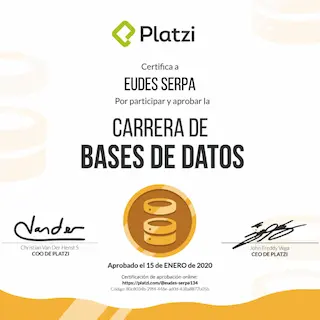 Platzi
Certifica a
EUDES SERPA
Por participar y aprobar la
CARRERA DE
BASES DE DATOS
Christian Van Der Henst S.
COO DE PLATZI
John Freddy Vega
CEO DE PLATZI
Aprobado el 15 de ENERO de 2020
Certificación de aprobación online:
https://platzi.com/@eudes-serpa134
Código: